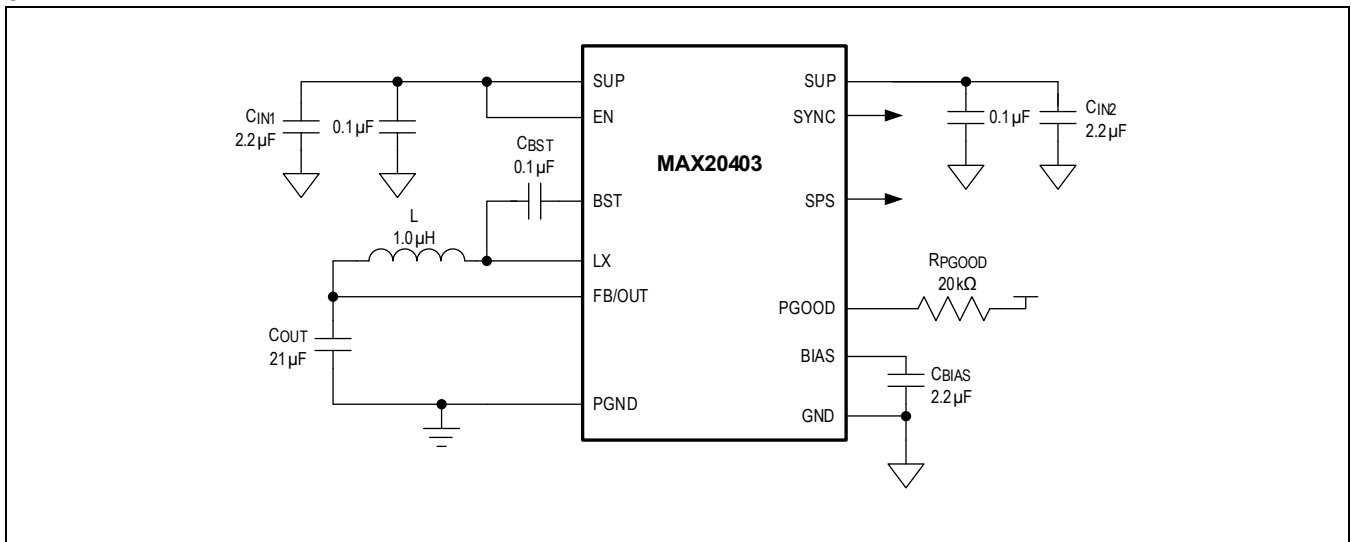 SUP
EN
BST
LX
FB/OUT
PGND
MAX20403
SUP
SYNC
SPS
PGOOD
BIAS
GND
CIN1
2.2µF
0.1µF
CBST
0.1µF
L
1.0µH
COUT
21µF
0.1µF
CIN2
2.2µF
RPGOOD
20kΩ
CBIAS
2.2µF